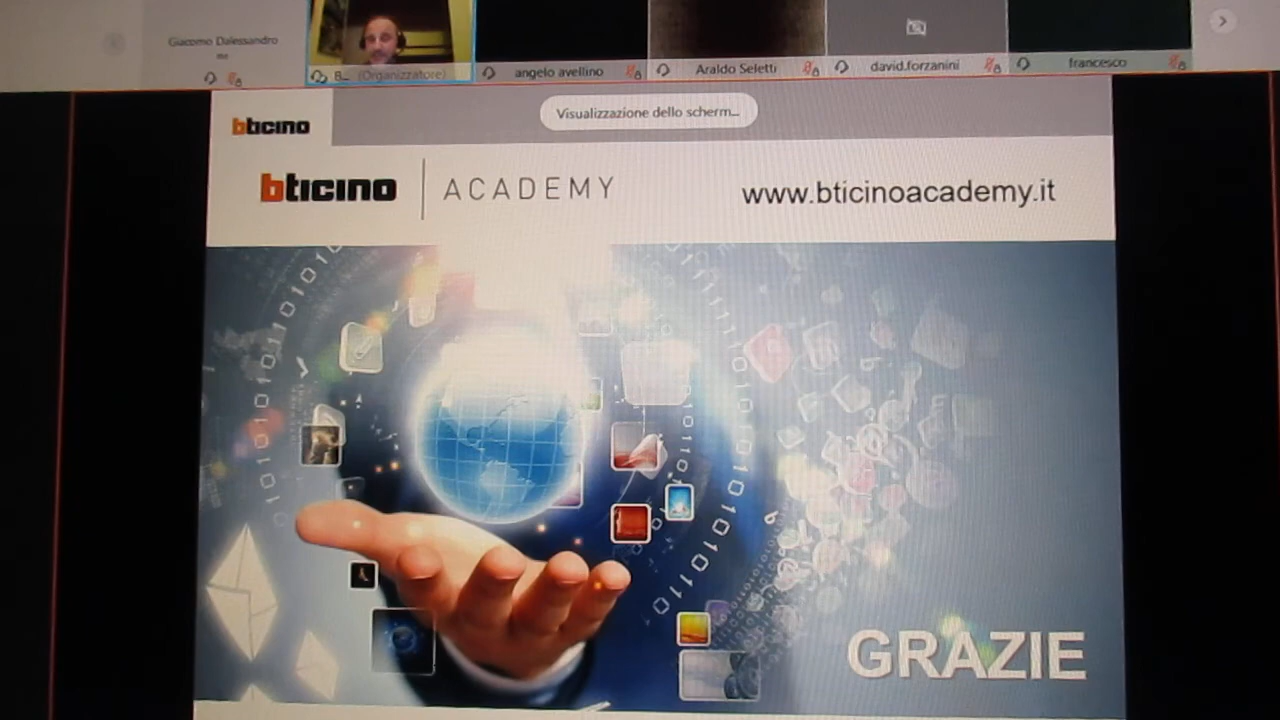 Giacomo Dalessandro
me
B... (Organizzatore)
angelo avellino
Araldo Seletti
david.forzanini
francesco
Visualizzazione dello scherm...
bticino
bticino ACADEMY
www.bticinoacademy.it
GRAZIE